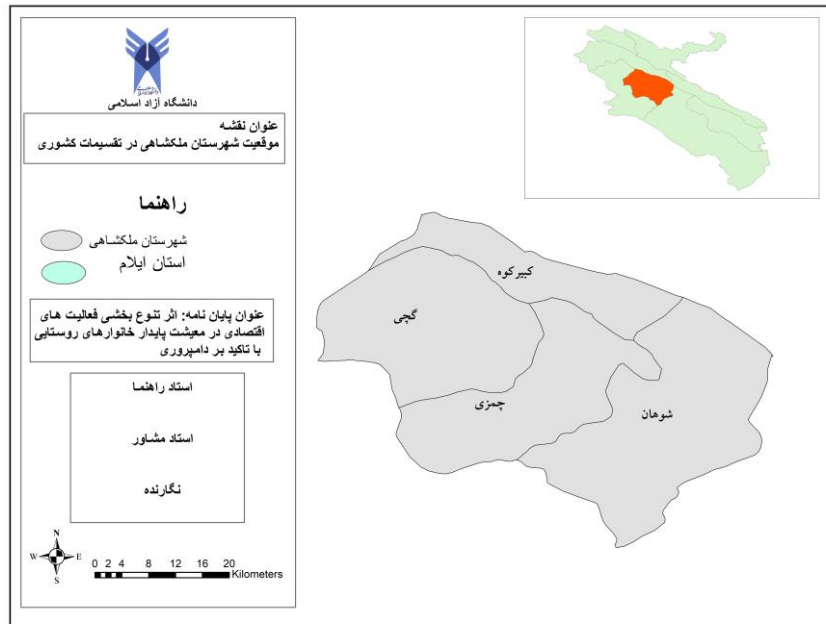 دانشگاه آزاد اسلامی
عنوان نقشه
موقعیت شهرستان ملکشاهی در تقسیمات کشوری
راهنما
شهرستان ملکشاهی
استان ایلام
عنوان پایان نامه: اثر تنوع بخشی فعالیت های
اقتصادی در معیشت پایدار خانوارهای روستایی
با تاکید بر دامپروری
استاد راهنما
استاد مشاور
نگارنده
N
W E
S
0 2 4 8 12 16 20
Kilometers
کبیرکوه
گچی
چمزی
شوهان